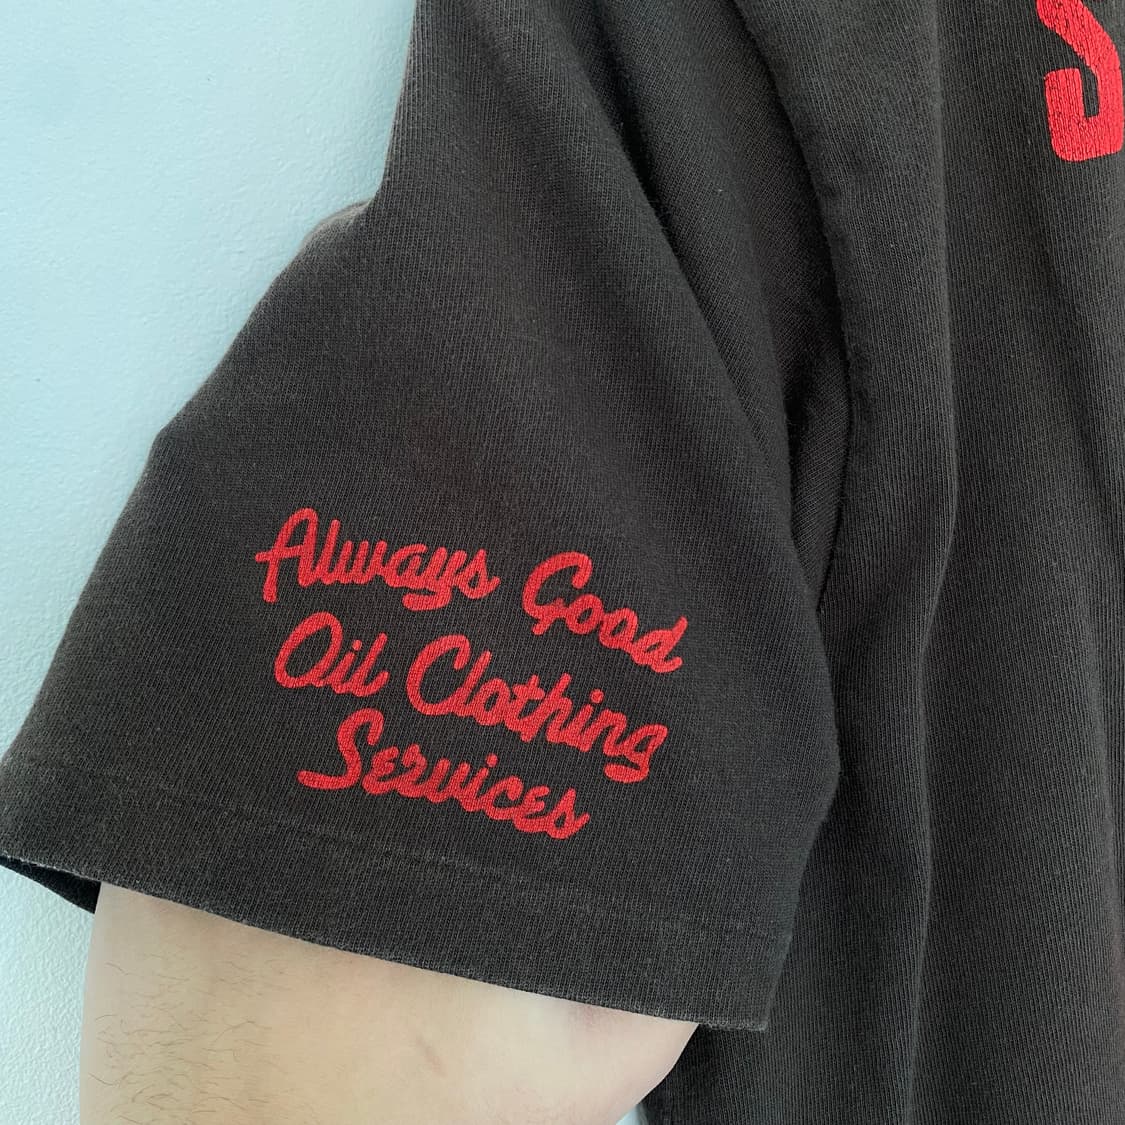 Always Good
Oil Clothing
Services